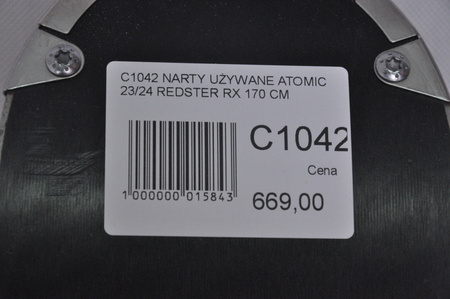 C1042 NARTY UŻYWANE ATOMIC
23/24 REDSTER RX 170 CM
C1042
Cena
1 000000 015843
669,00